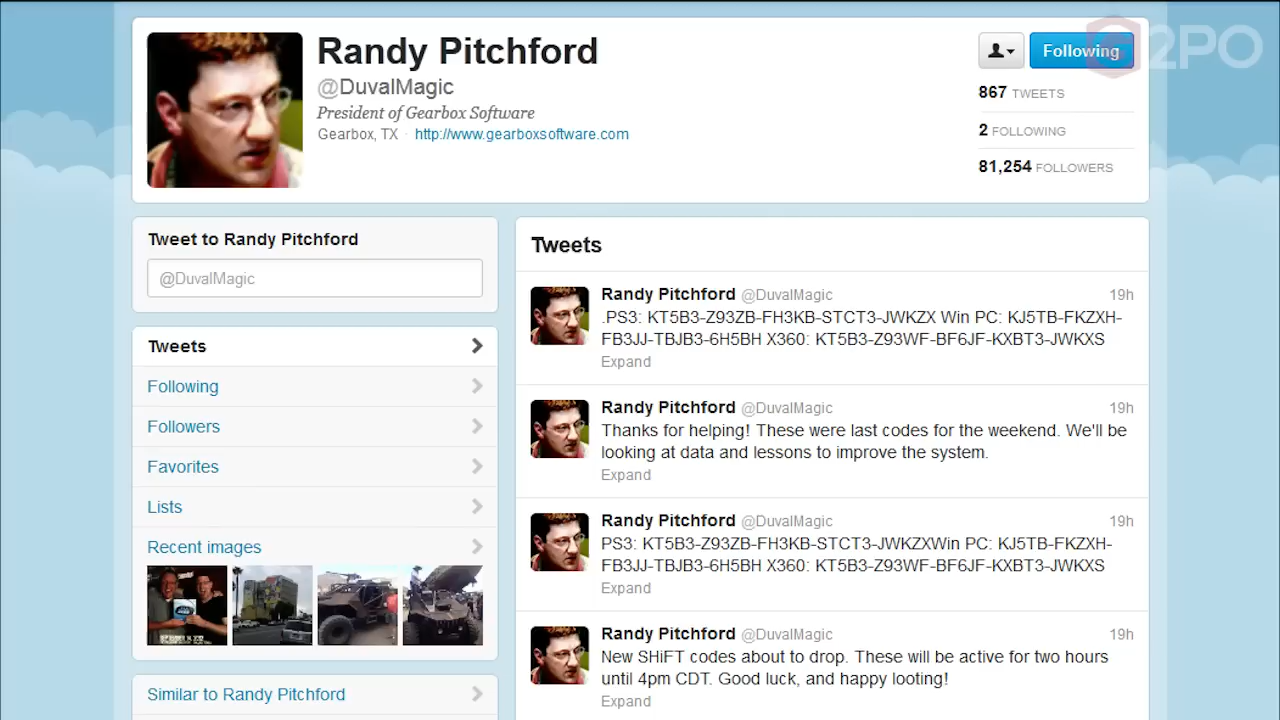 Randy Pitchford
@DuvalMagic
President of Gearbox Software
Gearbox, TX · http://www.gearboxsoftware.com
Following
2PO
867 TWEETS
2 FOLLOWING
81,254 FOLLOWERS
Tweet to Randy Pitchford
@DuvalMagic
Tweets
Following
Followers
Favorites
Lists
Recent images
Similar to Randy Pitchford
Tweets
Randy Pitchford @DuvalMagic 19h
.PS3: KT5B3-Z93ZB-FH3KB-STCT3-JWKZX Win PC: KJ5TB-FKZXH-
FB3JJ-TBJB3-6H5BH X360: KT5B3-Z93WF-BF6JF-KXBT3-JWKXS
Expand
Randy Pitchford @DuvalMagic 19h
Thanks for helping! These were last codes for the weekend. We'll be
looking at data and lessons to improve the system.
Expand
Randy Pitchford @DuvalMagic 19h
PS3: KT5B3-Z93ZB-FH3KB-STCT3-JWKZXWin PC: KJ5TB-FKZXH-
FB3JJ-TBJB3-6H5BH X360: KT5B3-Z93WF-BF6JF-KXBT3-JWKXS
Expand
Randy Pitchford @DuvalMagic 19h
New SHiFT codes about to drop. These will be active for two hours
until 4pm CDT. Good luck, and happy looting!
Expand